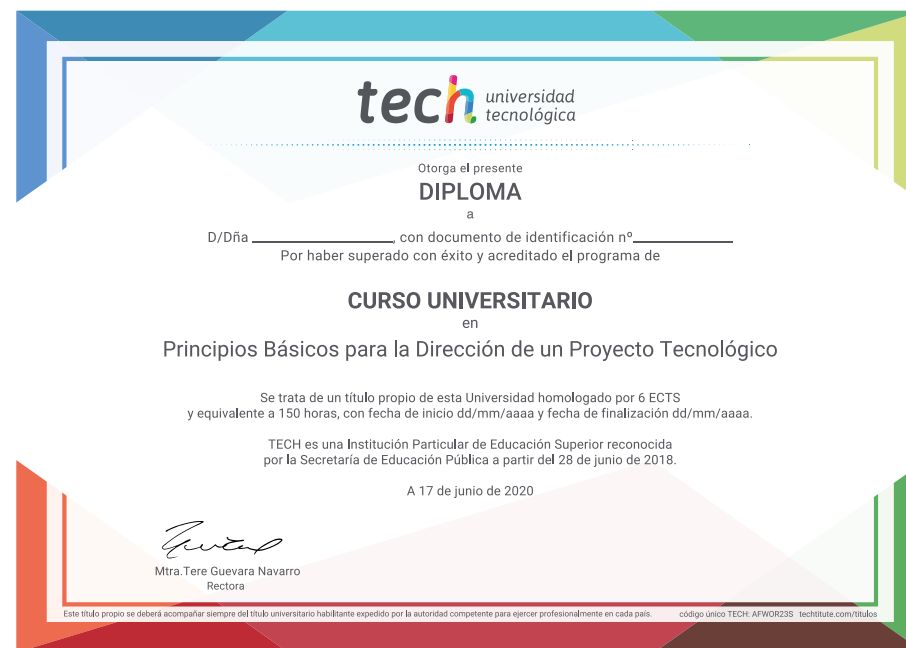 tech universidad
tecnológica
Otorga el presente
DIPLOMA
a
D/Dña ______________, con documento de identificación nº__________
Por haber superado con éxito y acreditado el programa de
CURSO UNIVERSITARIO
en
Principios Básicos para la Dirección de un Proyecto Tecnológico
Se trata de un título propio de esta Universidad homologado por 6 ECTS
y equivalente a 150 horas, con fecha de inicio dd/mm/aaaa y fecha de finalización dd/mm/aaaa.
TECH es una Institución Particular de Educación Superior reconocida
por la Secretaría de Educación Pública a partir del 28 de junio de 2018.
A 17 de junio de 2020
Mtra.Tere Guevara Navarro
Rectora
Este título propio se deberá acompañar siempre del título universitario habilitante expedido por la autoridad competente para ejercer profesionalmente en cada país. código único TECH: AFWOR23S techtitute.com/titulos